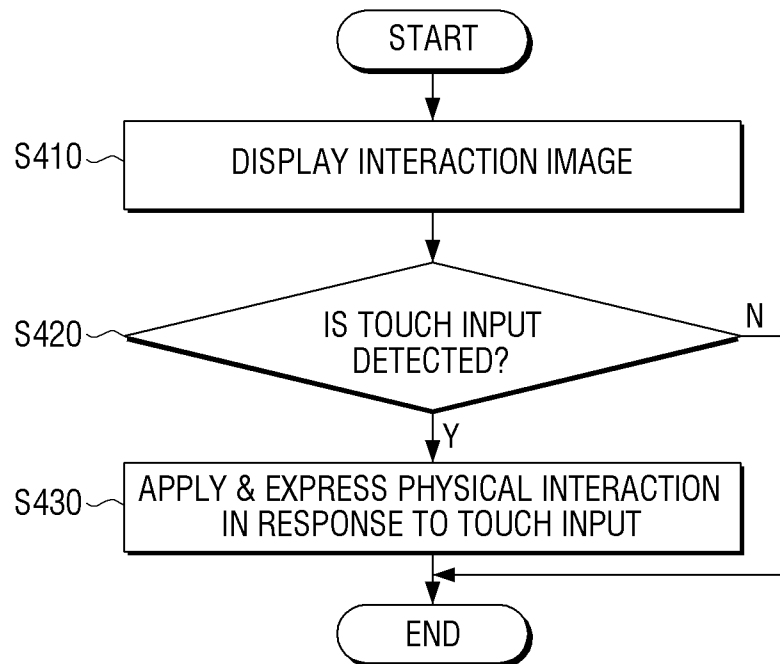 START
S410
DISPLAY INTERACTION IMAGE
S420
IS TOUCH INPUT
DETECTED?
N
Y
S430
APPLY & EXPRESS PHYSICAL INTERACTION
IN RESPONSE TO TOUCH INPUT
END